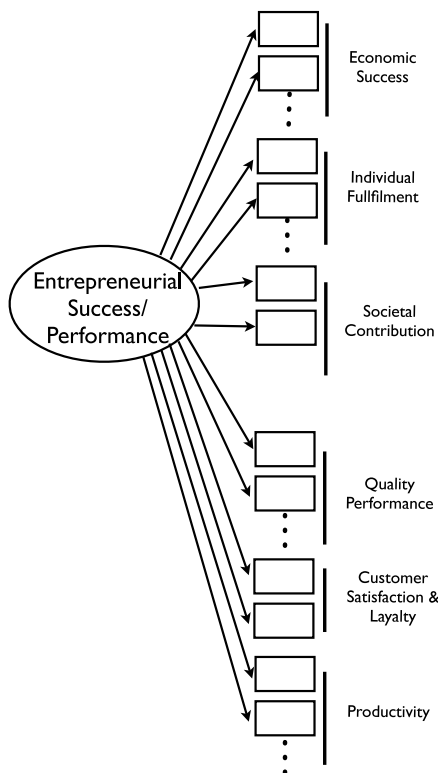 Economic
Success
Individual
Fullfilment
Entrepreneurial
Success/
Performance
Societal
Contribution
Quality
Performance
Customer
Satisfaction &
Layalty
Productivity